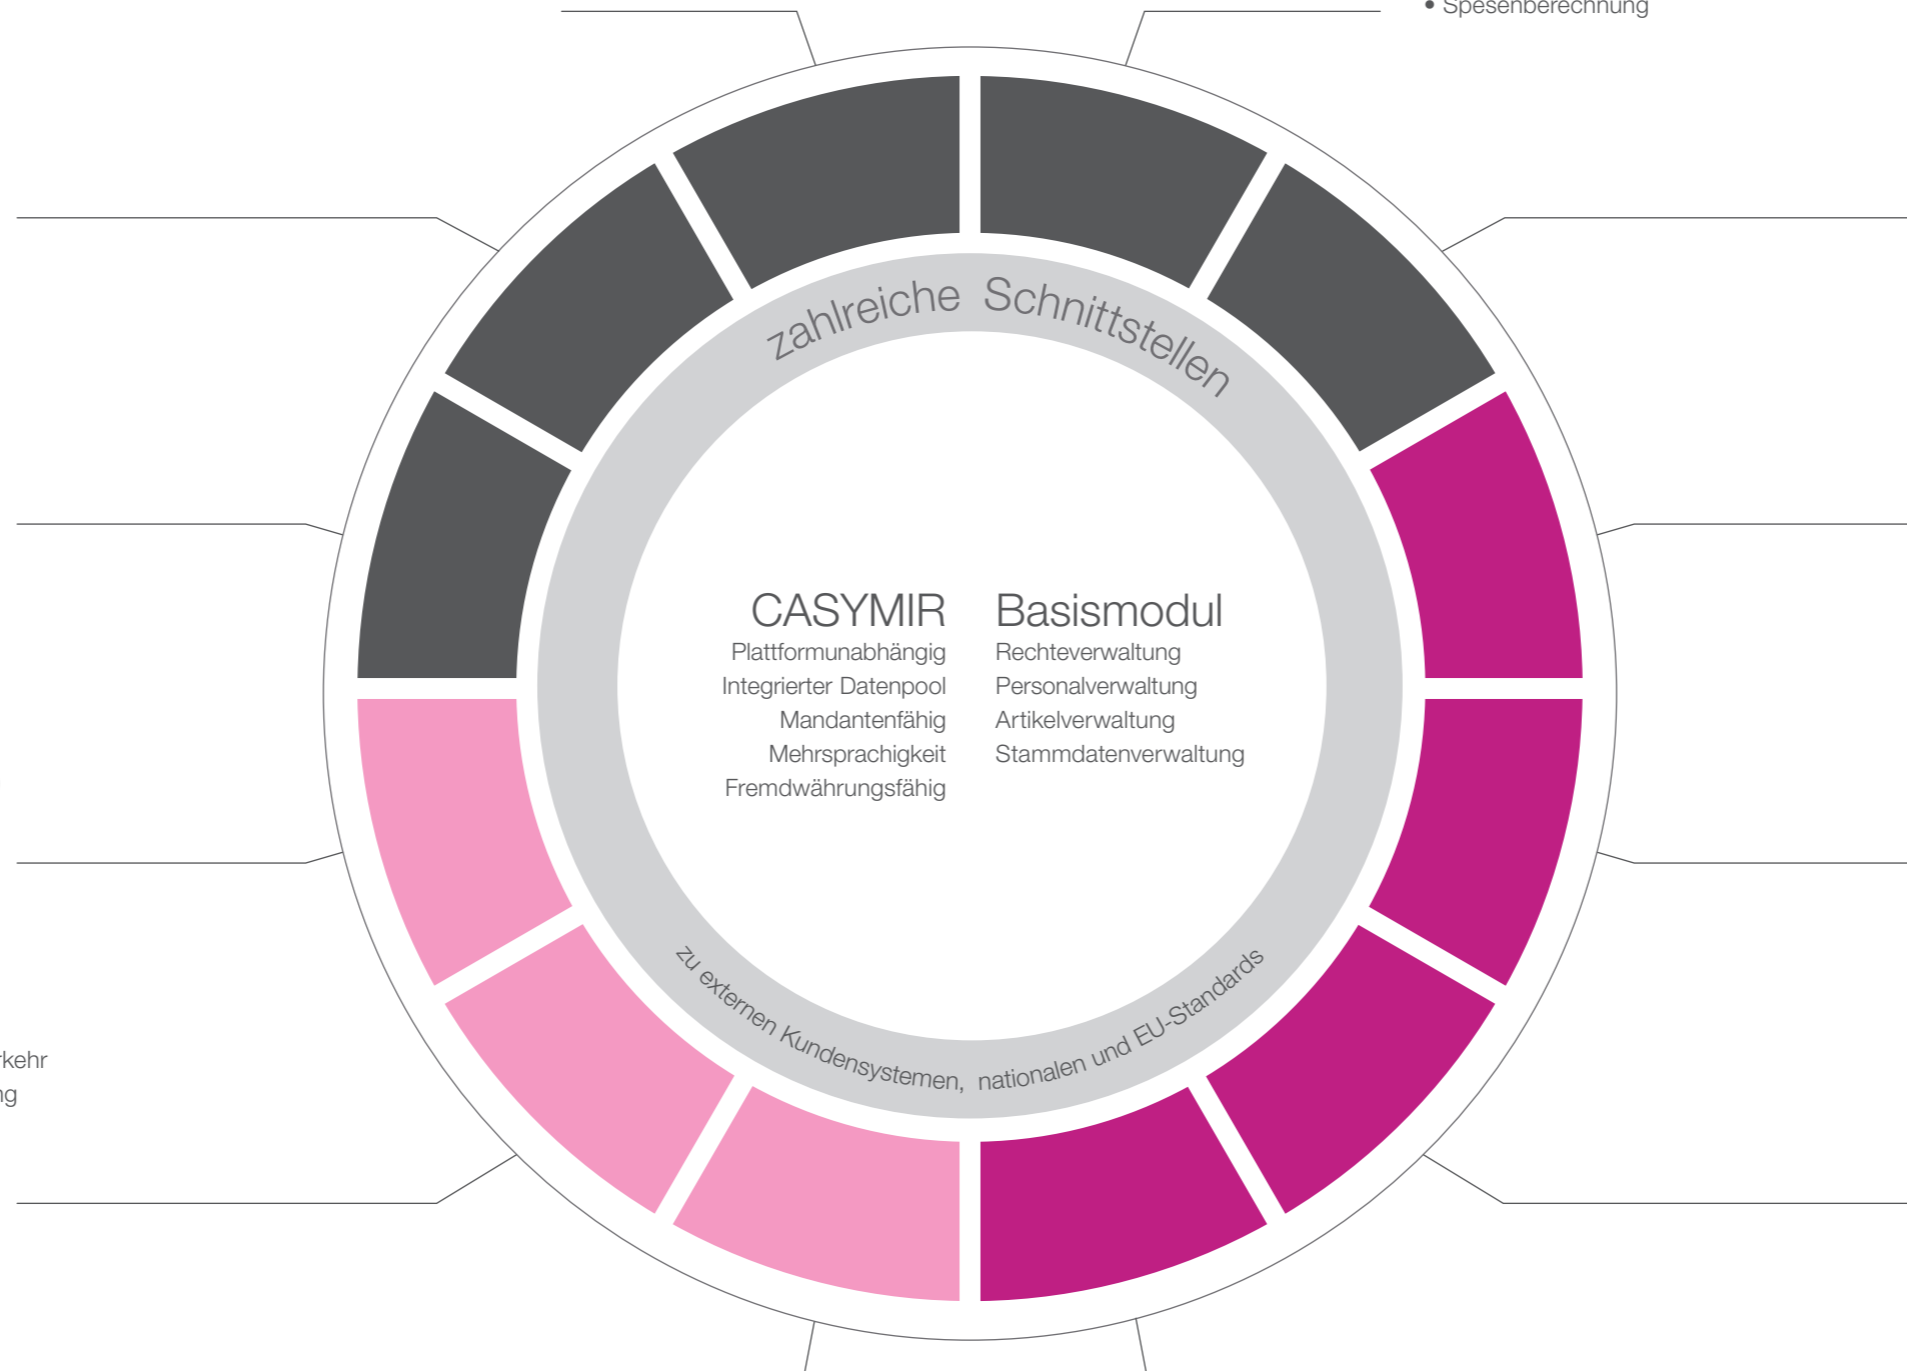 • Spesenberechnung
zahlreiche Schnittstellen
CASYMIR
Plattformunabhängig
Integrierter Datenpool
Mandantenfähig
Mehrsprachigkeit
Fremdwährungsfähig
Basismodul
Rechteverwaltung
Personalverwaltung
Artikelverwaltung
Stammdatenverwaltung
zu externen Kundensystemen, nationalen und EU-Standards